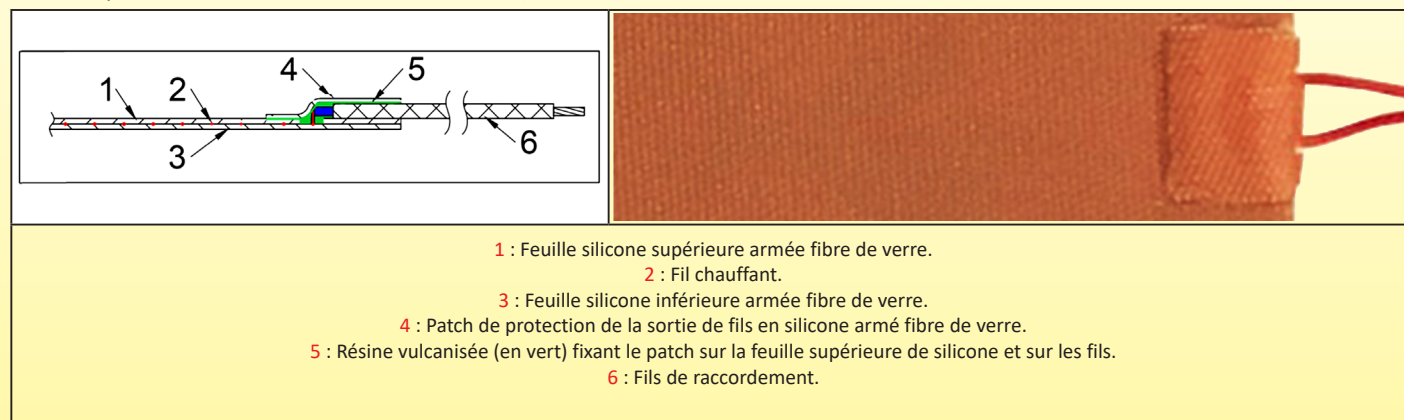 4
5
1
2
3
6
1 : Feuille silicone supérieure armée fibre de verre.
2 : Fil chauffant.
3 : Feuille silicone inférieure armée fibre de verre.
4 : Patch de protection de la sortie de fils en silicone armé fibre de verre.
5 : Résine vulcanisée (en vert) fixant le patch sur la feuille supérieure de silicone et sur les fils.
6 : Fils de raccordement.